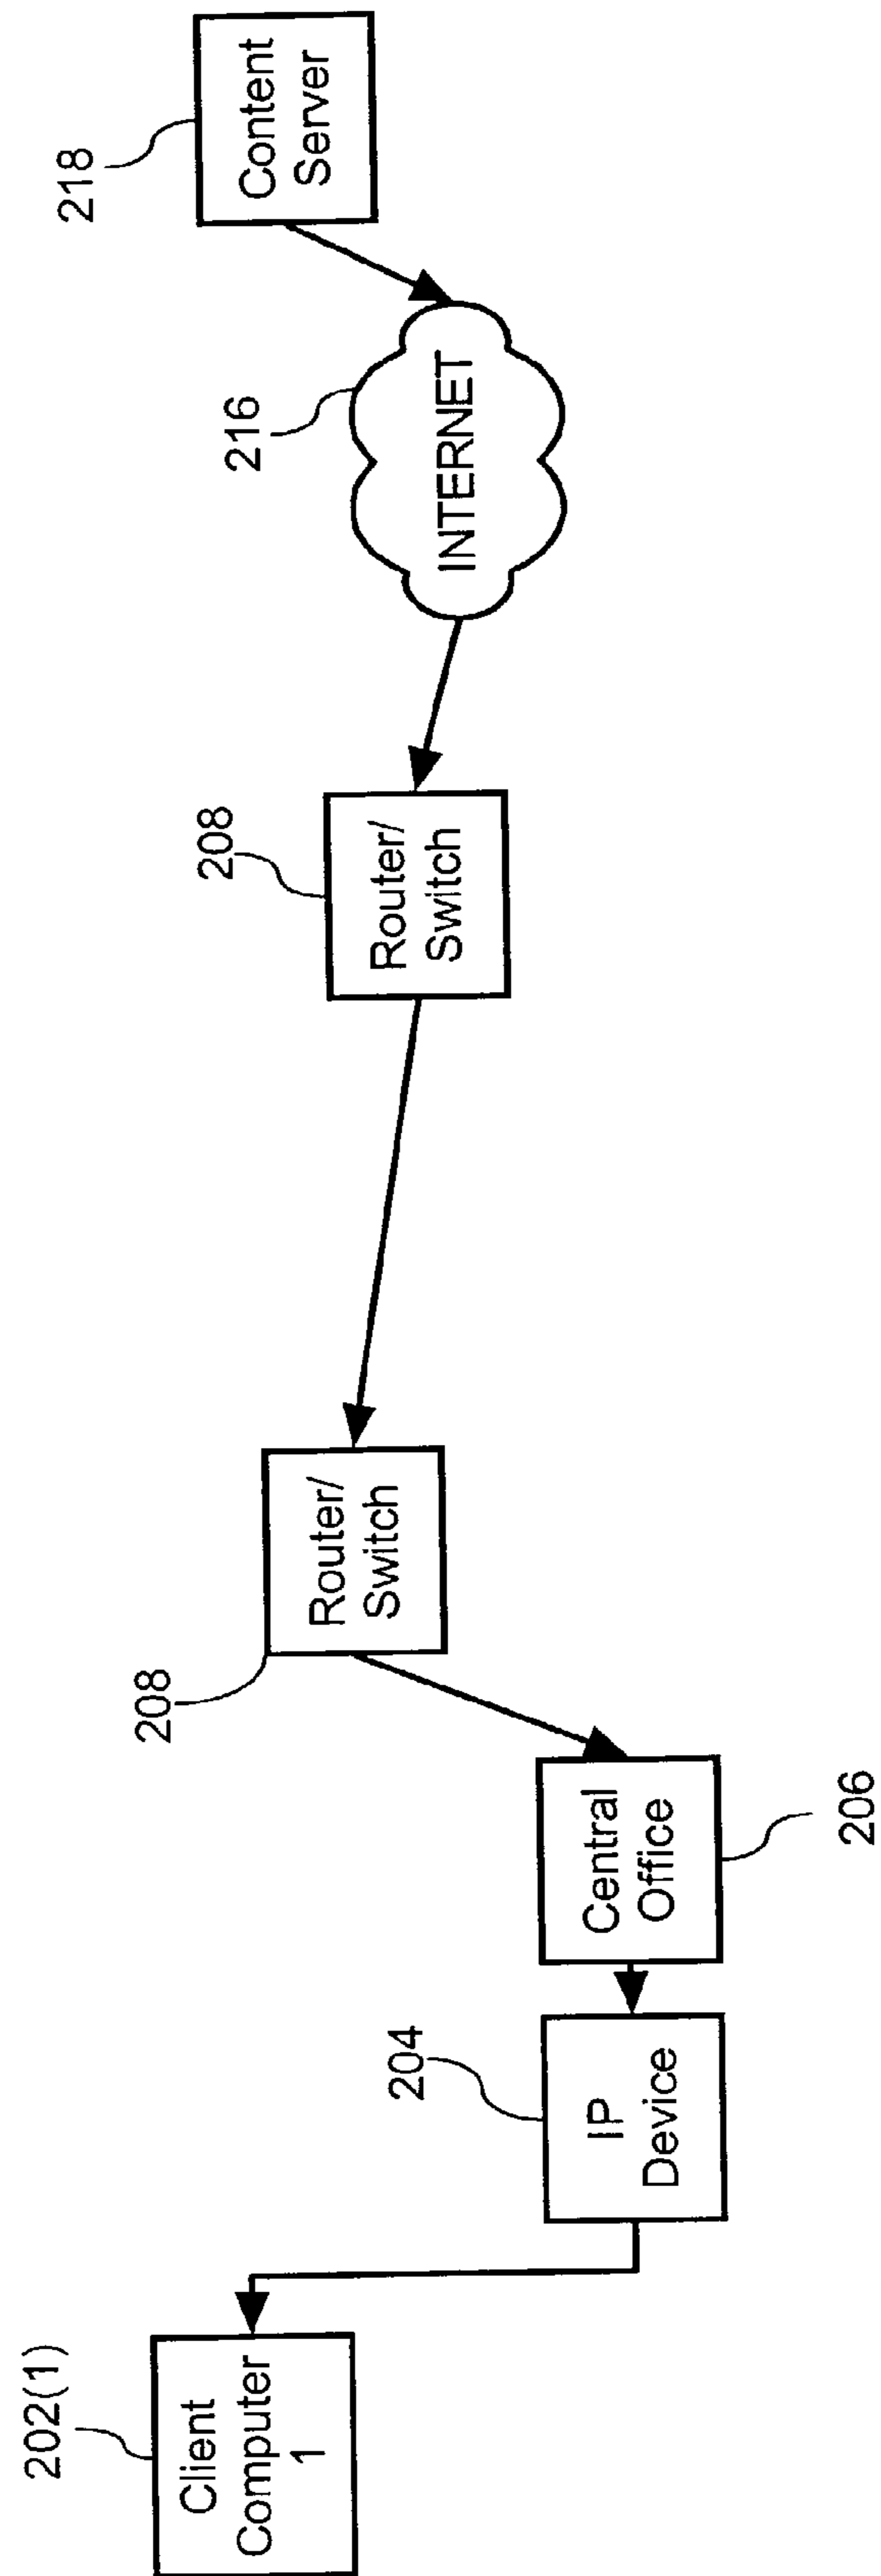 202(1)
Client
Computer
1
204
IP
Device
Central
Office
206
208
Router/
Switch
208
Router/
Switch
216
INTERNET
218
Content
Server